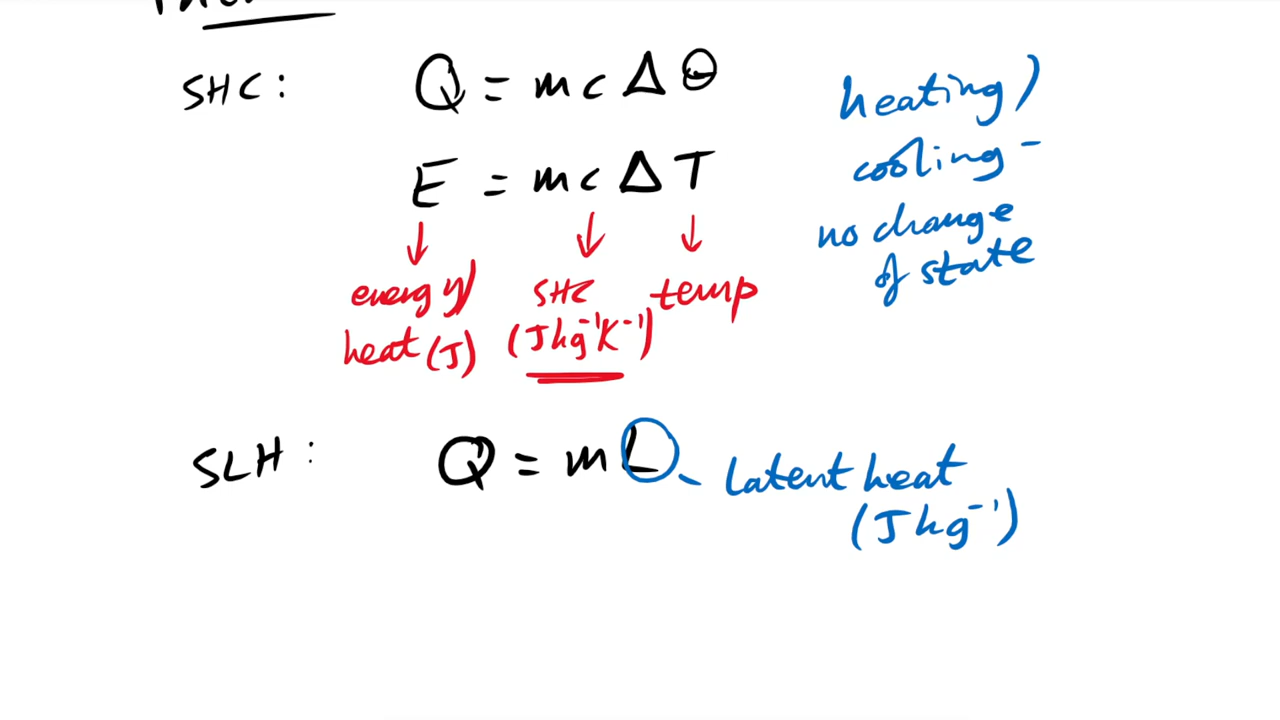 SHC: Q = mcΔθ
E = mcΔT
energy/
heat (J)
SHC
(Jkg⁻¹K⁻¹)
temp
heating/
cooling -
no change
of state
SLH: Q = mL
Latent heat
(Jkg⁻¹)